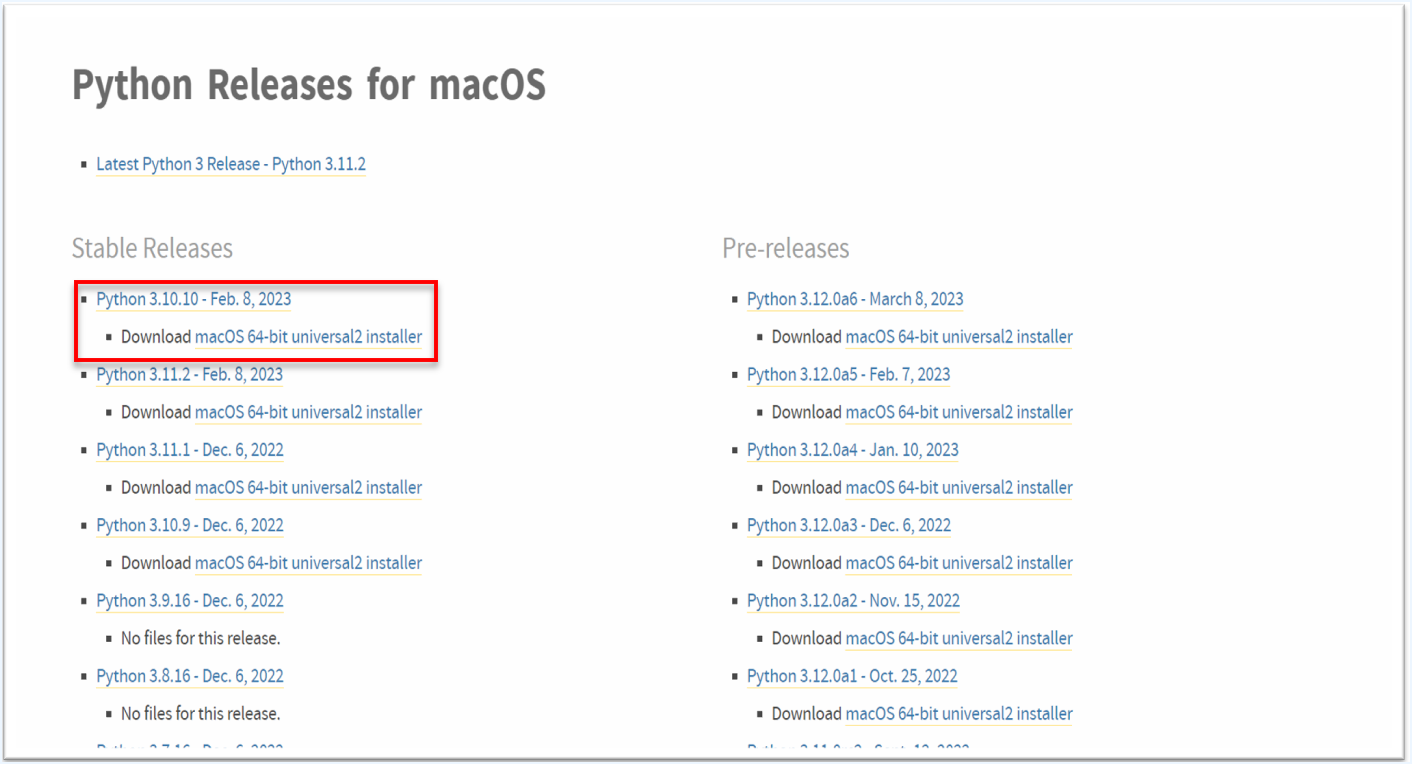 Python Releases for macOS
Latest Python 3 Release - Python 3.11.2
Stable Releases
Python 3.10.10 - Feb. 8, 2023
Download macOS 64-bit universal2 installer
Python 3.11.2 - Feb. 8, 2023
Download macOS 64-bit universal2 installer
Python 3.11.1 - Dec. 6, 2022
Download macOS 64-bit universal2 installer
Python 3.10.9 - Dec. 6, 2022
Download macOS 64-bit universal2 installer
Python 3.9.16 - Dec. 6, 2022
No files for this release.
Python 3.8.16 - Dec. 6, 2022
No files for this release.
Pre-releases
Python 3.12.0a6 - March 8, 2023
Download macOS 64-bit universal2 installer
Python 3.12.0a5 - Feb. 7, 2023
Download macOS 64-bit universal2 installer
Python 3.12.0a4 - Jan. 10, 2023
Download macOS 64-bit universal2 installer
Python 3.12.0a3 - Dec. 6, 2022
Download macOS 64-bit universal2 installer
Python 3.12.0a2 - Nov. 15, 2022
Download macOS 64-bit universal2 installer
Python 3.12.0a1 - Oct. 25, 2022
Download macOS 64-bit universal2 installer